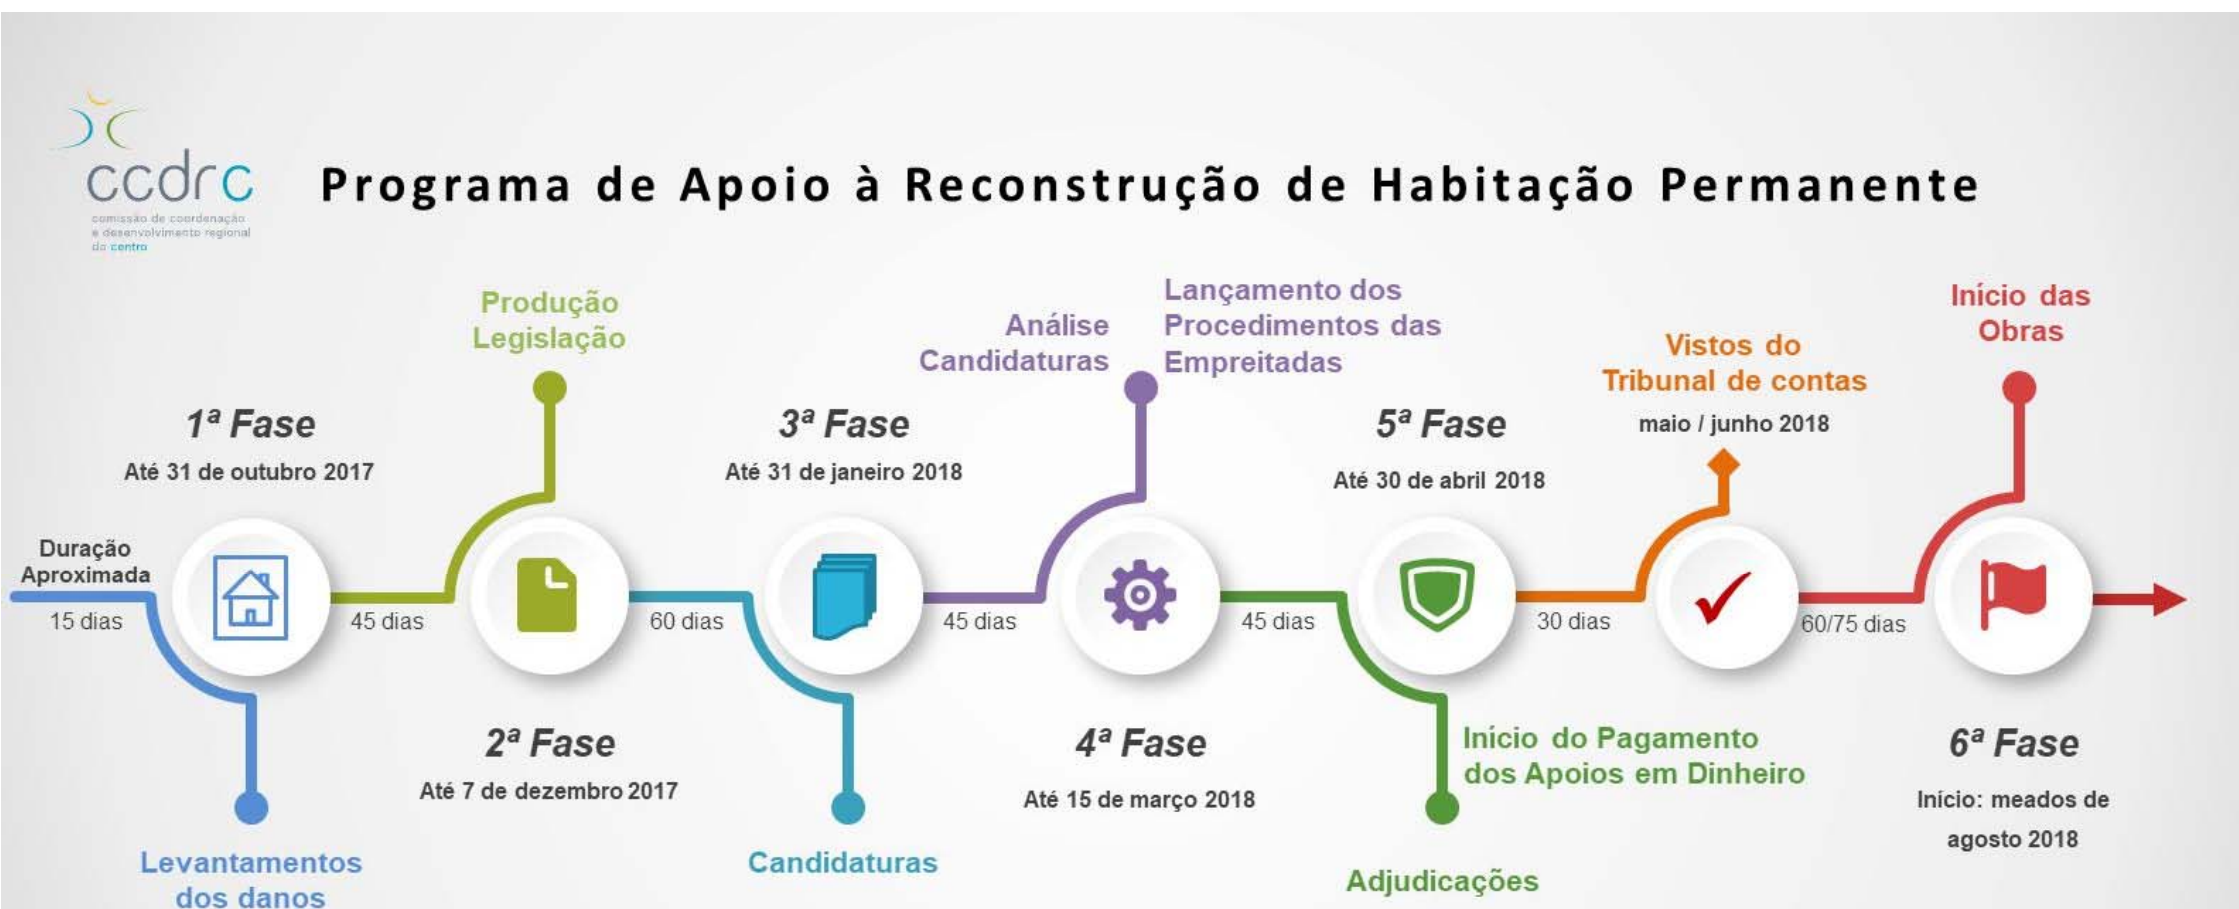 ccdrc
comissão de coordenação
e desenvolvimento regional
do centro
Programa de Apoio à Reconstrução de Habitação Permanente
Duração
Aproximada
15 dias
1ª Fase
Até 31 de outubro 2017
Levantamentos
dos danos
45 dias
Produção
Legislação
2ª Fase
Até 7 de dezembro 2017
60 dias
3ª Fase
Até 31 de janeiro 2018
Candidaturas
45 dias
Análise
Candidaturas
Lançamento dos
Procedimentos das
Empreitadas
4ª Fase
Até 15 de março 2018
45 dias
5ª Fase
Até 30 de abril 2018
Início do Pagamento
dos Apoios em Dinheiro
Adjudicações
30 dias
Vistos do
Tribunal de contas
maio / junho 2018
60/75 dias
Início das
Obras
6ª Fase
Início: meados de
agosto 2018